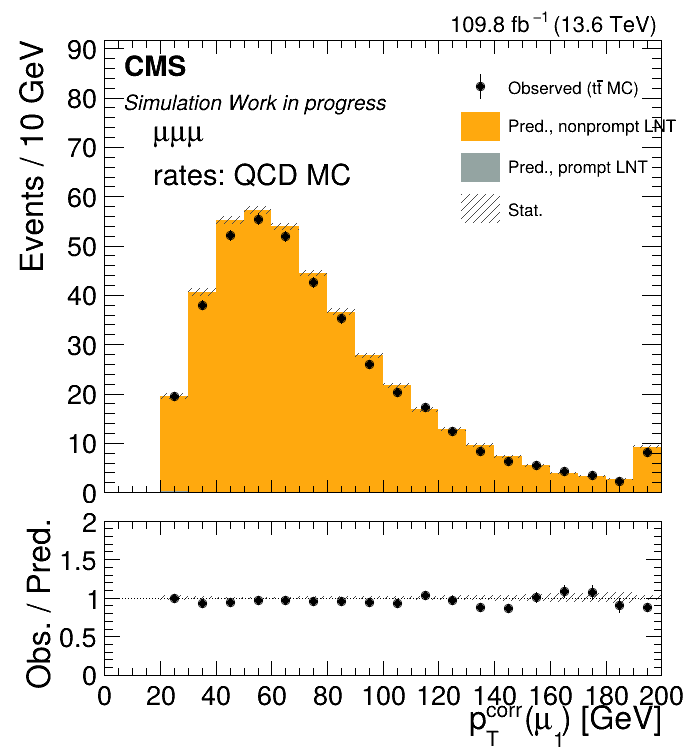 109.8 fb⁻¹ (13.6 TeV)
CMS
Simulation Work in progress
μμμ
rates: QCD MC
Observed (tt̄ MC)
Pred., nonprompt LNT
Pred., prompt LNT
Stat.
Events / 10 GeV
90
80
70
60
50
40
30
20
10
0
Obs. / Pred.
2
1.5
1
0.5
0
0 20 40 60 80 100 120 140 160 180 200
p_T^corr(μ_1) [GeV]